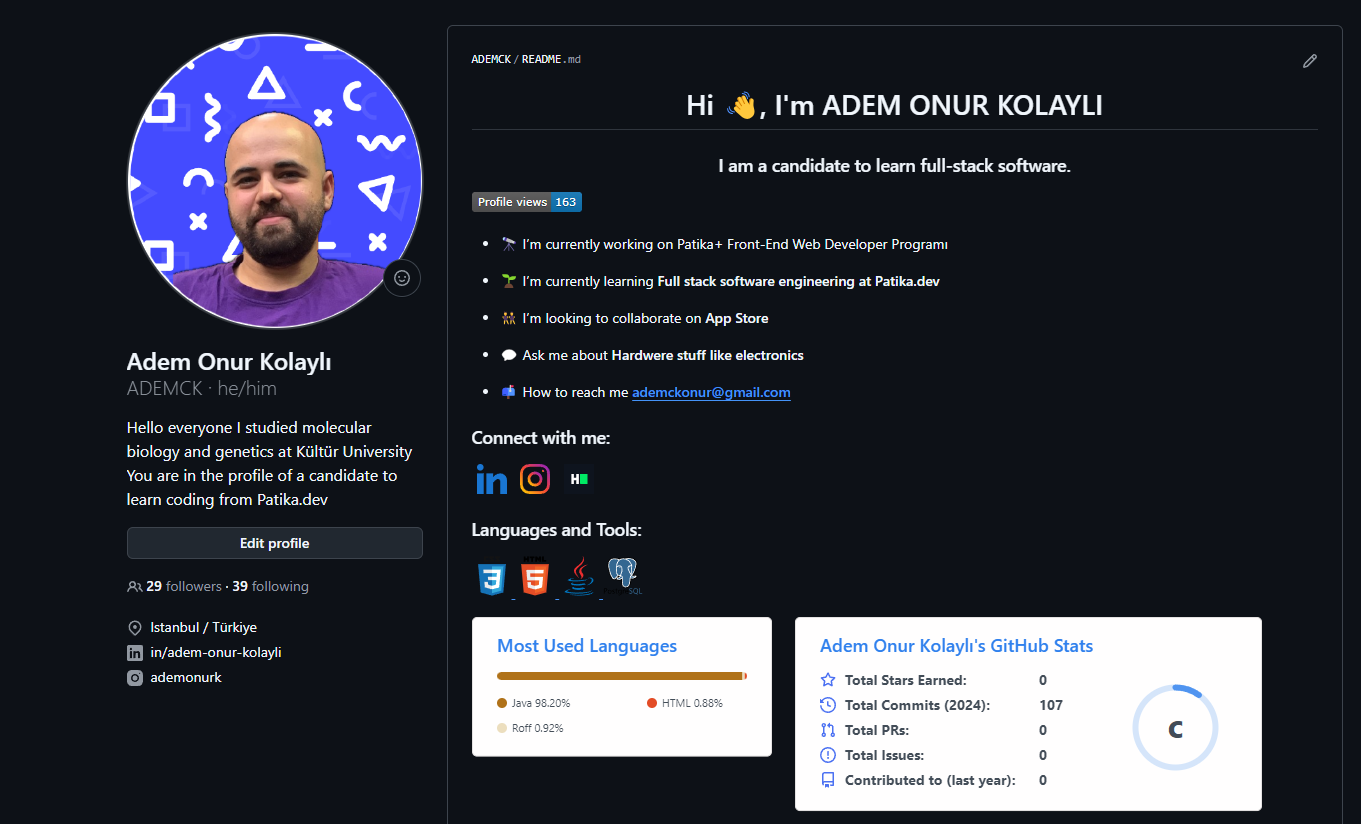 Adem Onur Kolaylı
ADEMCK · he/him
Hello everyone I studied molecular
biology and genetics at Kültür University
You are in the profile of a candidate to
learn coding from Patika.dev
Edit profile
29 followers · 39 following
Istanbul / Türkiye
in/adem-onur-kolayli
ademonurk
ADEMCK / README.md
Hi 👋, I'm ADEM ONUR KOLAYLI
I am a candidate to learn full-stack software.
Profile views 163
🔭 I’m currently working on Patika+ Front-End Web Developer Programı
🌱 I’m currently learning Full stack software engineering at Patika.dev
👯 I’m looking to collaborate on App Store
💬 Ask me about Hardwere stuff like electronics
📫 How to reach me ademckonur@gmail.com
Connect with me:
in
H
Languages and Tools:
3 HTML 5 SQL
Most Used Languages
Java 98.20% HTML 0.88%
Roff 0.92%
Adem Onur Kolaylı's GitHub Stats
Total Stars Earned: 0
Total Commits (2024): 107
Total PRs: 0
Total Issues: 0
Contributed to (last year): 0
C